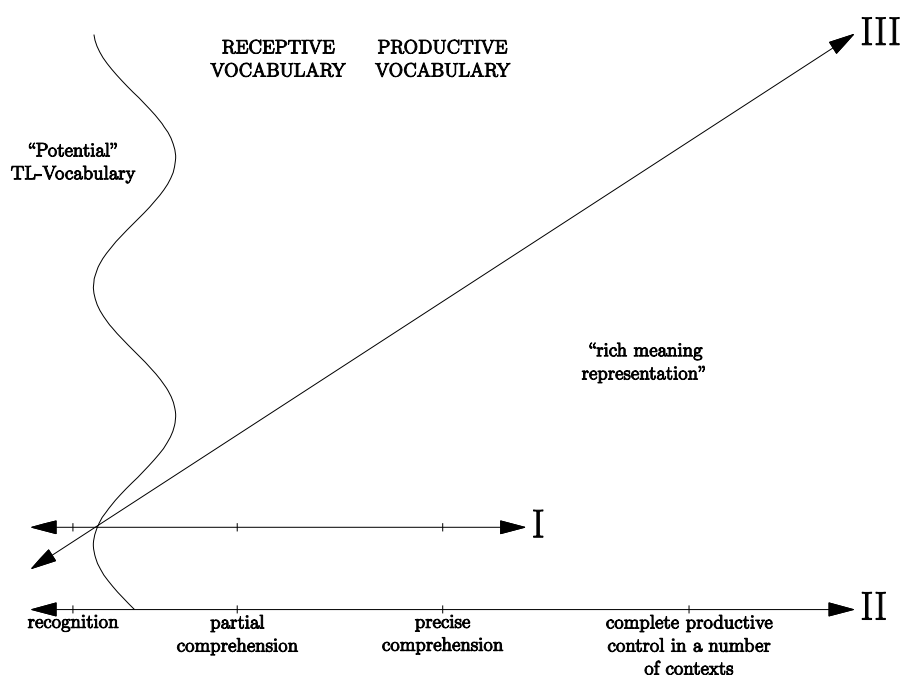 RECEPTIVE
VOCABULARY
PRODUCTIVE
VOCABULARY
III
“Potential”
TL-Vocabulary
“rich meaning
representation”
I
II
recognition
partial
comprehension
precise
comprehension
complete productive
control in a number
of contexts